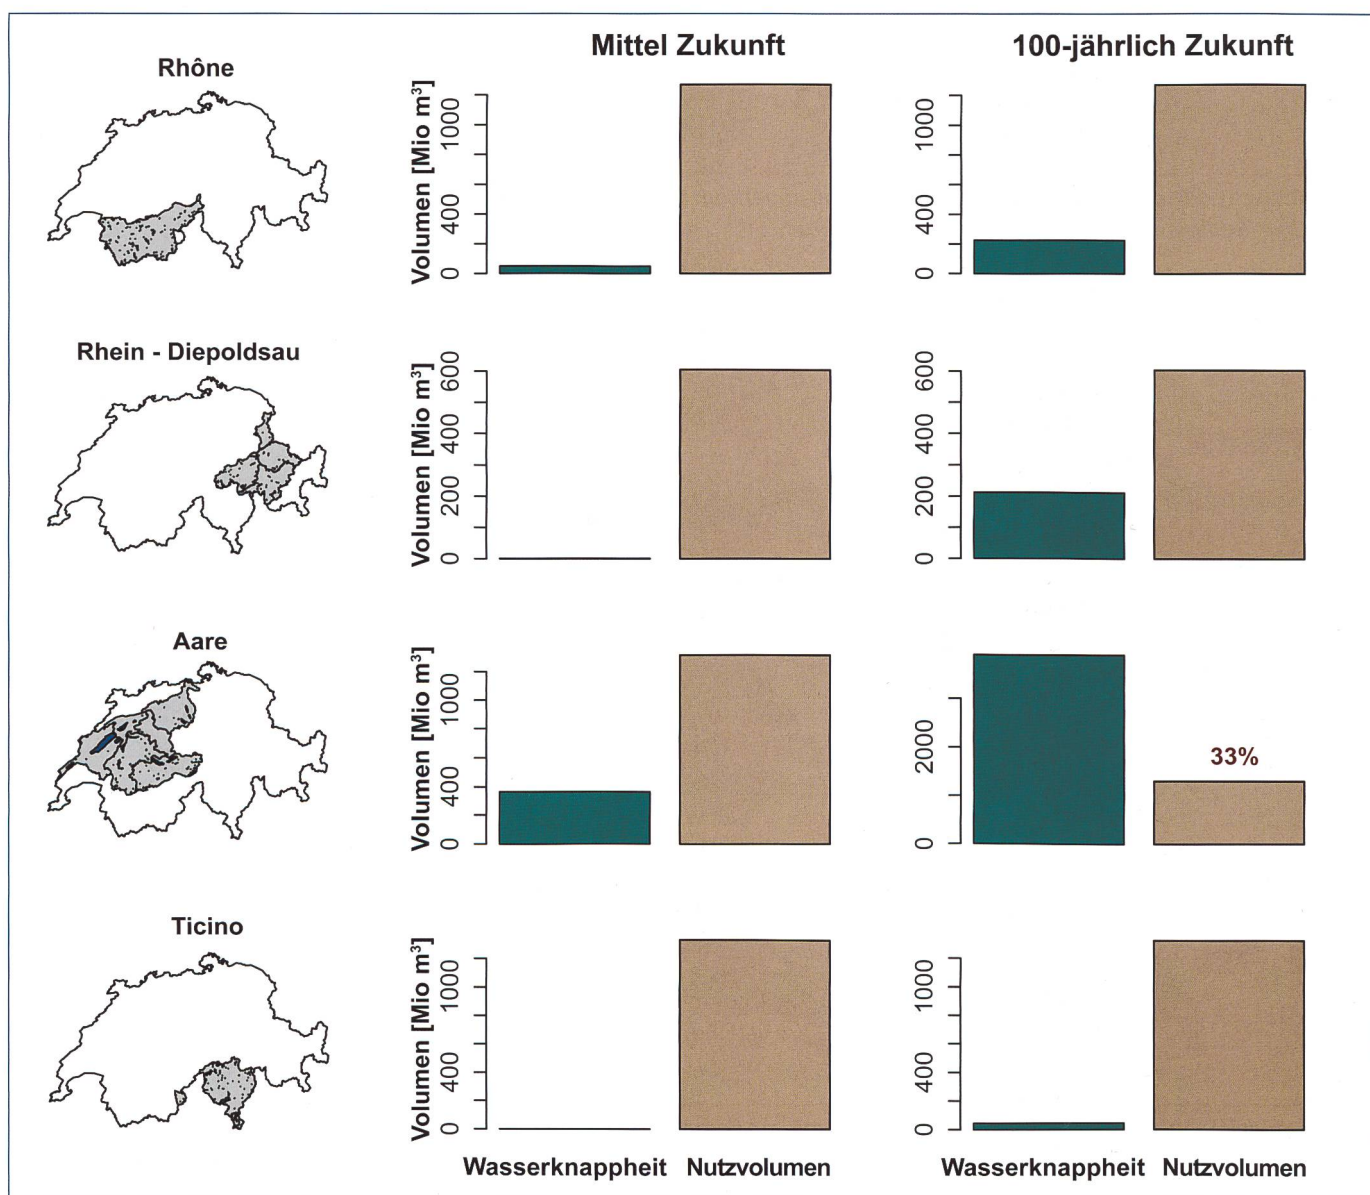 Mittel Zukunft
100-jährlich Zukunft
Rhône
Volumen [Mio m³]
0
400
1000
0
400
1000
Rhein - Diepoldsau
Volumen [Mio m³]
0
200
400
600
0
200
400
600
Aare
Volumen [Mio m³]
0
400
1000
0
2000
33%
Ticino
Volumen [Mio m³]
0
400
1000
0
400
1000
Wasserknappheit Nutzvolumen
Wasserknappheit Nutzvolumen